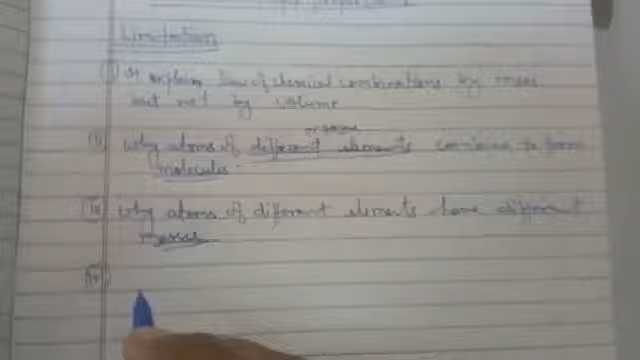 Limitation
(i) It explain law of chemical combinations by mass
but not by volume
or same
(ii) Why atoms of different elements combine to form
molecules.
(iii) Why atoms of different elements have different
masses
(iv)